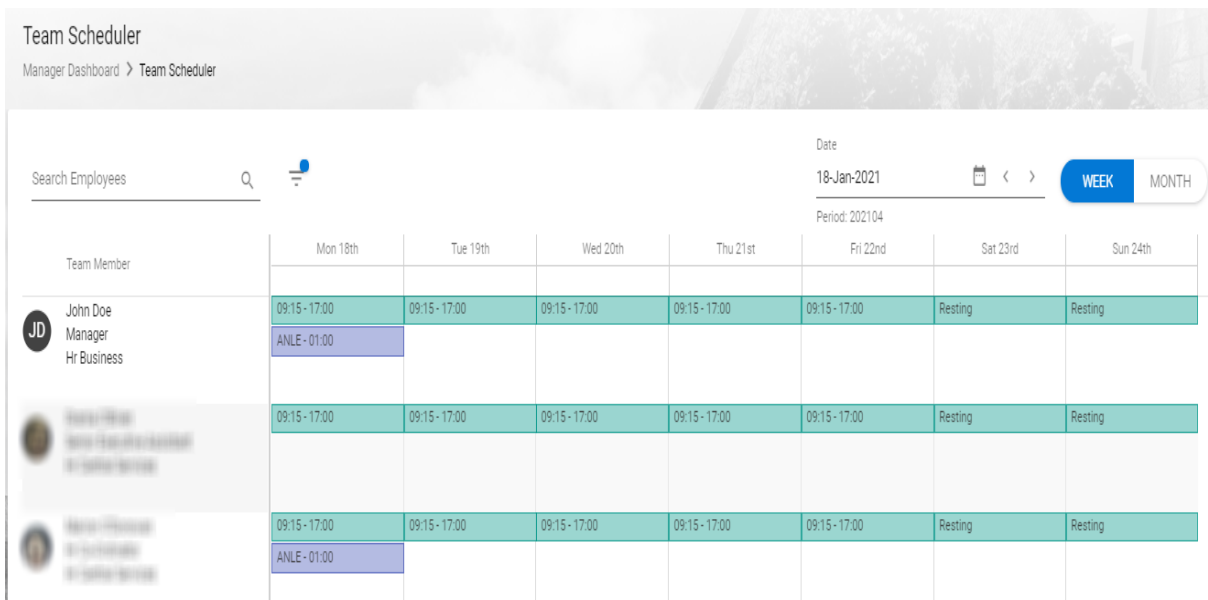 Team Scheduler
Manager Dashboard > Team Scheduler
Date
Search Employees
18-Jan-2021
WEEK MONTH
Period: 202104
Team Member
Mon 18th Tue 19th Wed 20th Thu 21st Fri 22nd Sat 23rd Sun 24th
JD
John Doe
Manager
Hr Business
09:15 - 17:00 09:15 - 17:00 09:15 - 17:00 09:15 - 17:00 09:15 - 17:00 Resting Resting
ANLE - 01:00
09:15 - 17:00 09:15 - 17:00 09:15 - 17:00 09:15 - 17:00 09:15 - 17:00 Resting Resting
09:15 - 17:00 09:15 - 17:00 09:15 - 17:00 09:15 - 17:00 09:15 - 17:00 Resting Resting
ANLE - 01:00